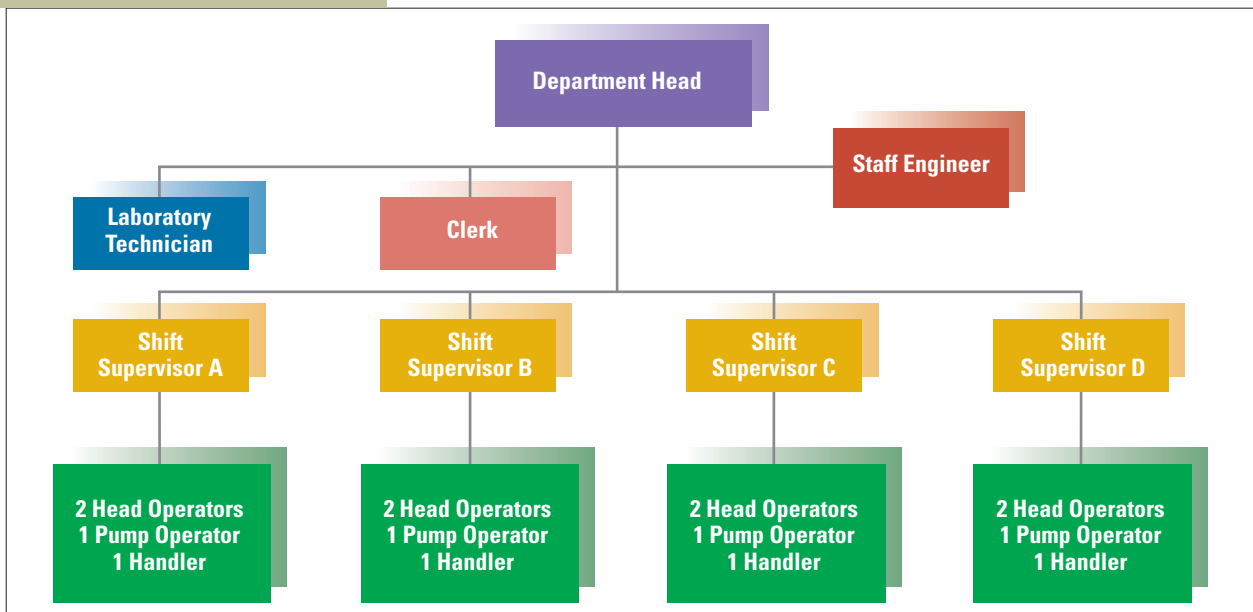 Department Head
Staff Engineer
Laboratory
Technician
Clerk
Shift
Supervisor A
Shift
Supervisor B
Shift
Supervisor C
Shift
Supervisor D
2 Head Operators
1 Pump Operator
1 Handler
2 Head Operators
1 Pump Operator
1 Handler
2 Head Operators
1 Pump Operator
1 Handler
2 Head Operators
1 Pump Operator
1 Handler